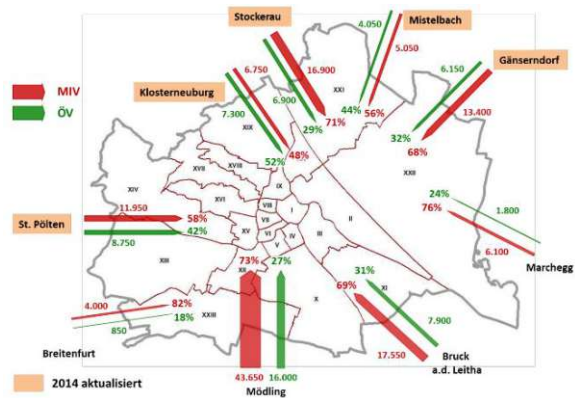 Stockerau
Mistelbach
Gänserndorf
Klosterneuburg
St. Pölten
MIV
ÖV
4.050
5.050
6.750
16.900
6.900
7.300
6.150
13.400
XXI
44%
56%
71%
29%
48%
52%
32%
68%
XIX
XVIII
XVII
XVI
XIV
IX
VIII
VII
VI
I
II
III
IV
V
XV
XXII
24%
76%
1.800
6.100
Marchegg
11.950
58%
42%
8.750
XIII
73%
27%
XII
X
31%
69%
XI
7.900
17.550
Bruck
a.d. Leitha
4.000
82%
18%
850
XXIII
Breitenfurt
43.650
16.000
Mödling
2014 aktualisiert